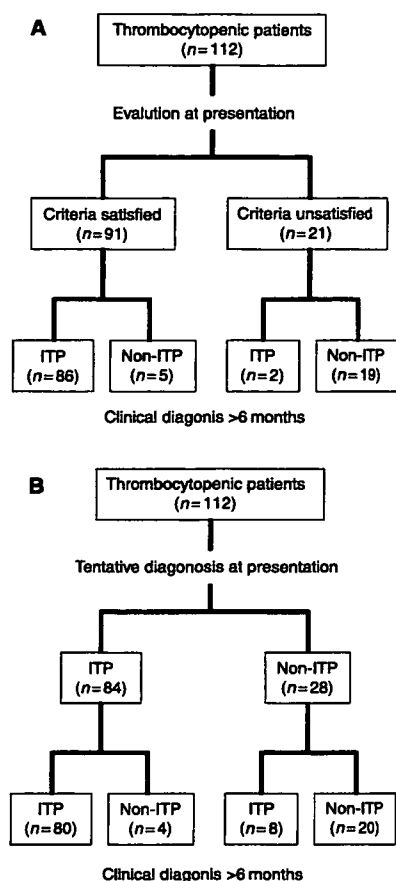 A
Thrombocytopenic patients
(n=112)
Evalution at presentation
Criteria satisfied
(n=91)
Criteria unsatisfied
(n=21)
ITP
(n=86)
Non-ITP
(n=5)
ITP
(n=2)
Non-ITP
(n=19)
Clinical diagonis >6 months
B
Thrombocytopenic patients
(n=112)
Tentative diagonosis at presentation
ITP
(n=84)
Non-ITP
(n=28)
ITP
(n=80)
Non-ITP
(n=4)
ITP
(n=8)
Non-ITP
(n=20)
Clinical diagonis >6 months